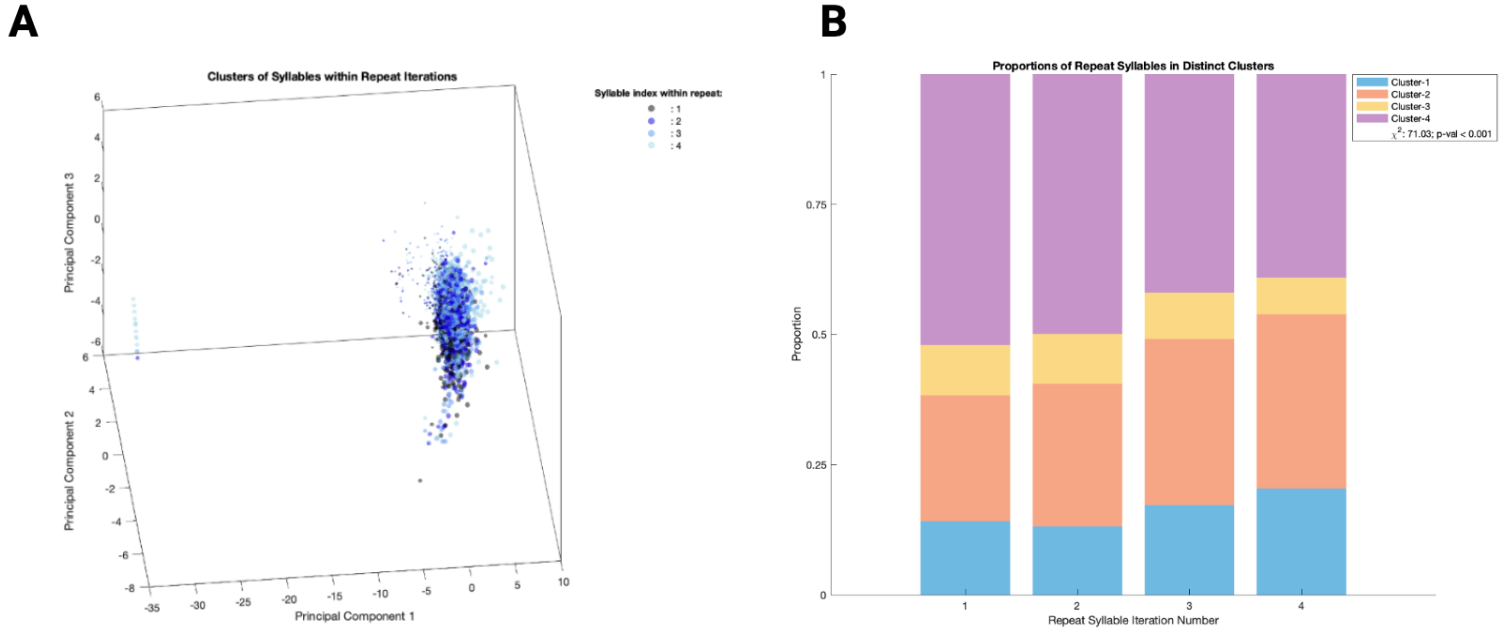 A
B
Clusters of Syllables within Repeat Iterations
Syllable index within repeat:
: 1
: 2
: 3
: 4
Principal Component 3
6
4
2
0
-2
-4
-6
Principal Component 2
6
4
2
0
-2
-4
-6
-8
-35
-30
-25
-20
-15
-10
-5
0
5
10
Principal Component 1
Proportions of Repeat Syllables in Distinct Clusters
Cluster-1
Cluster-2
Cluster-3
Cluster-4
χ²: 71.03; p-val < 0.001
Proportion
1
0.75
0.5
0.25
0
1
2
3
4
Repeat Syllable Iteration Number